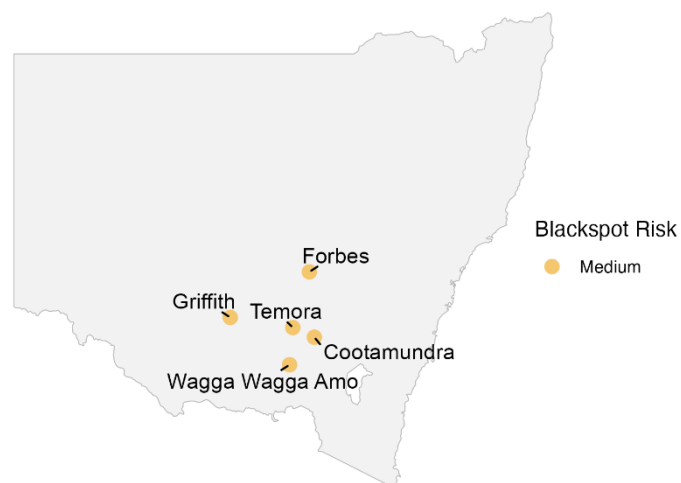 Forbes
Griffith
Temora
Cootamundra
Wagga Wagga Amo
Blackspot Risk
Medium